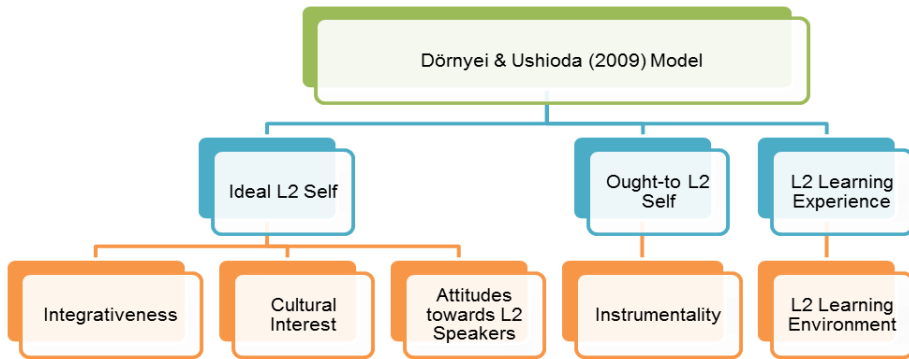 Dörnyei & Ushioda (2009) Model
Ideal L2 Self
Ought-to L2
Self
L2 Learning
Experience
Integrativeness
Cultural
Interest
Attitudes
towards L2
Speakers
Instrumentality
L2 Learning
Environment